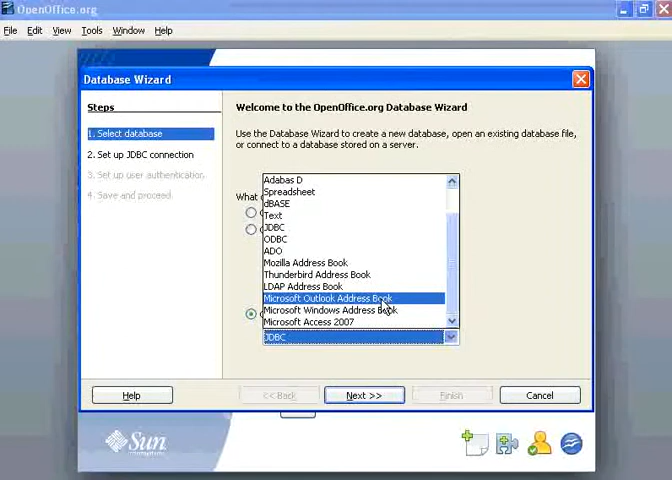 OpenOffice.org
File Edit View Tools Window Help
Database Wizard
Steps
1. Select database
2. Set up JDBC connection
3. Set up user authentication
4. Save and proceed
Welcome to the OpenOffice.org Database Wizard
Use the Database Wizard to create a new database, open an existing database file,
or connect to a database stored on a server.
What
Adabas D
Spreadsheet
dBASE
Text
JDBC
ODBC
ADO
Mozilla Address Book
Thunderbird Address Book
LDAP Address Book
Microsoft Outlook Address Book
Microsoft Windows Address Book
Microsoft Access 2007
JDBC
Help
<< Back
Next >>
Finish
Cancel
Sun